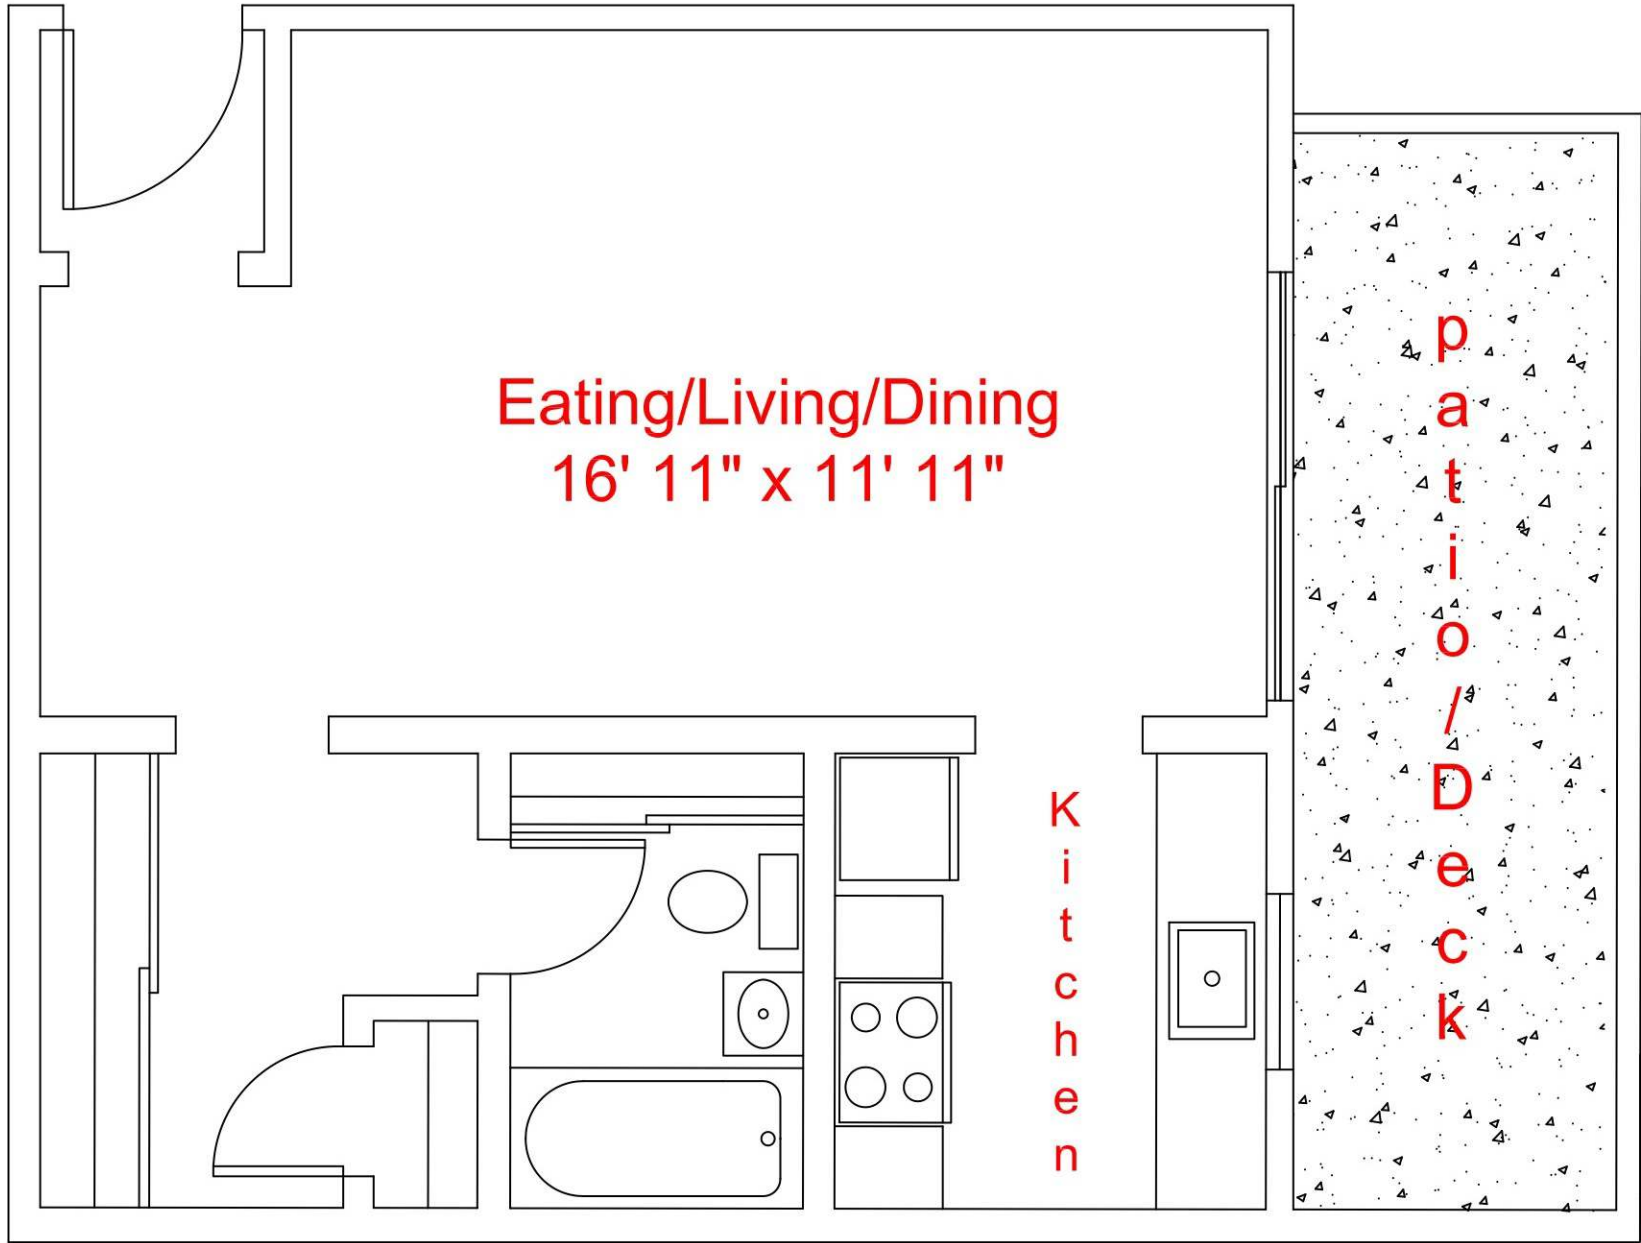 Eating/Living/Dining
16' 11" x 11' 11"
patio/Deck
Kitchen